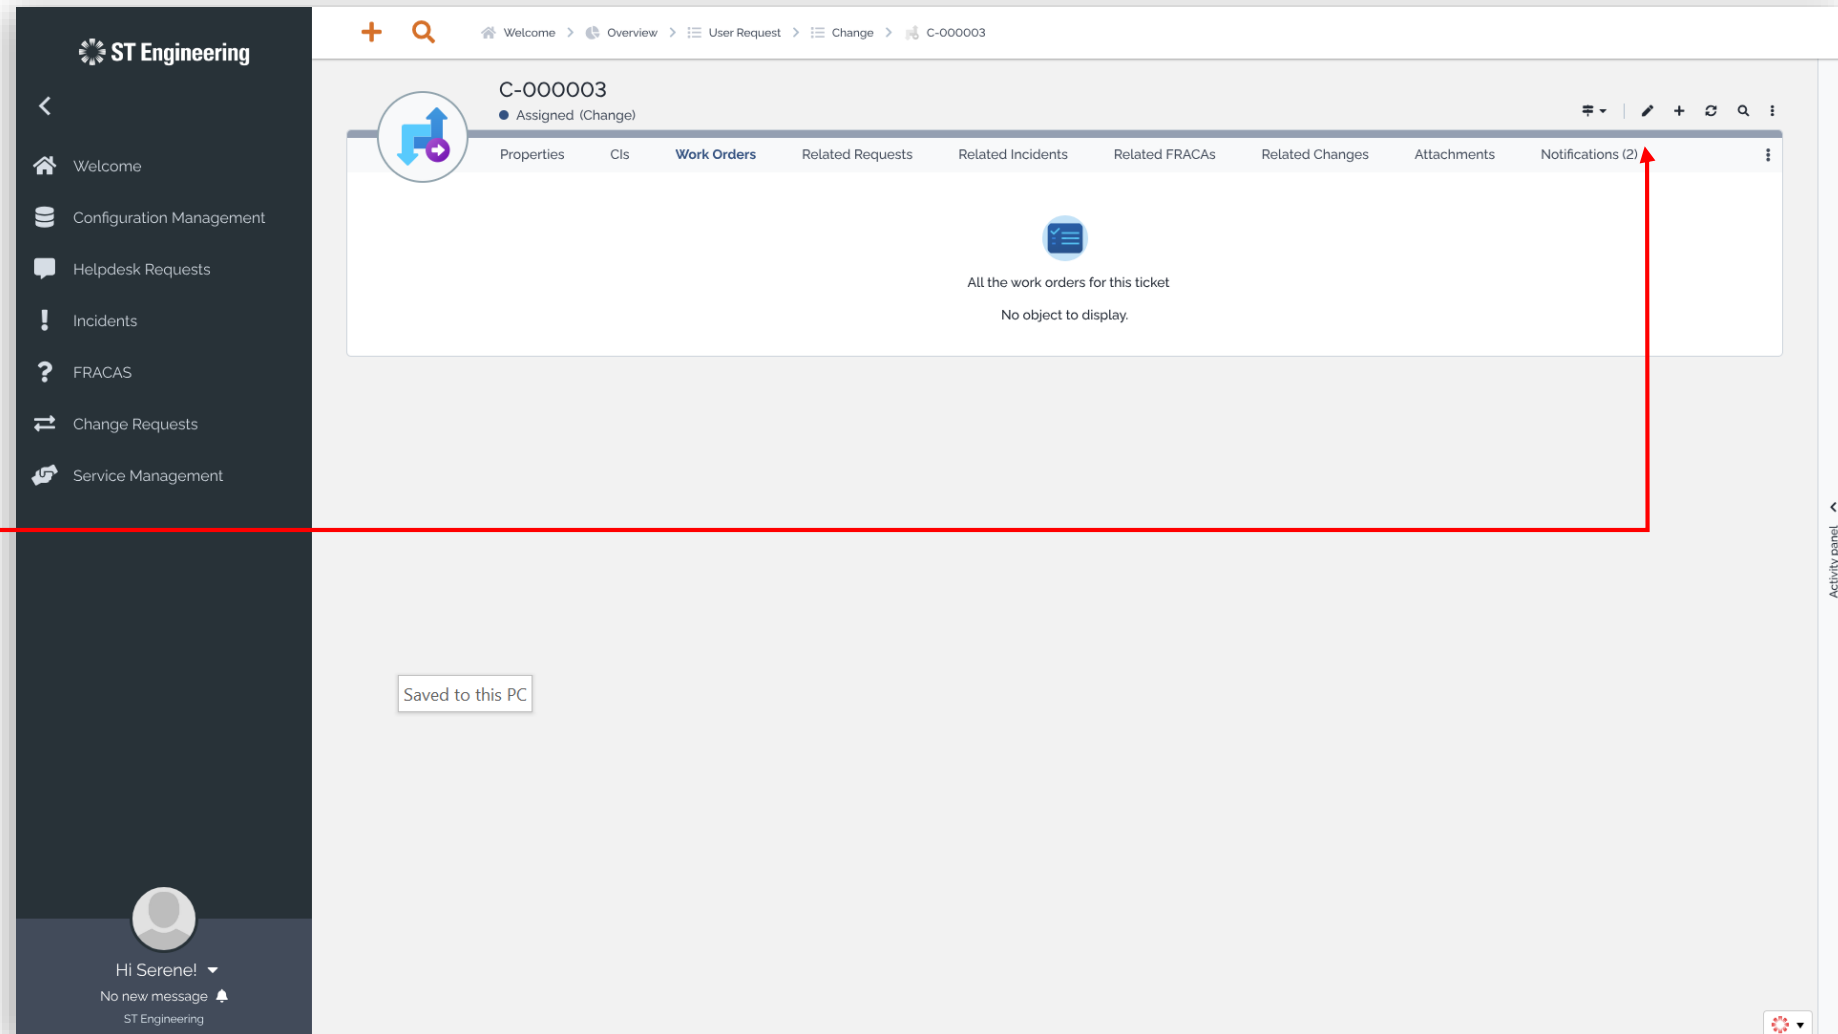 ST Engineering
Welcome
Configuration Management
Helpdesk Requests
Incidents
FRACAS
Change Requests
Service Management
Hi Serene!
No new message
ST Engineering
Welcome
Overview
User Request
Change
C-000003
C-000003
Assigned (Change)
Properties
CIs
Work Orders
Related Requests
Related Incidents
Related FRACAs
Related Changes
Attachments
Notifications (2)
All the work orders for this ticket
No object to display.
Saved to this PC
Activity panel